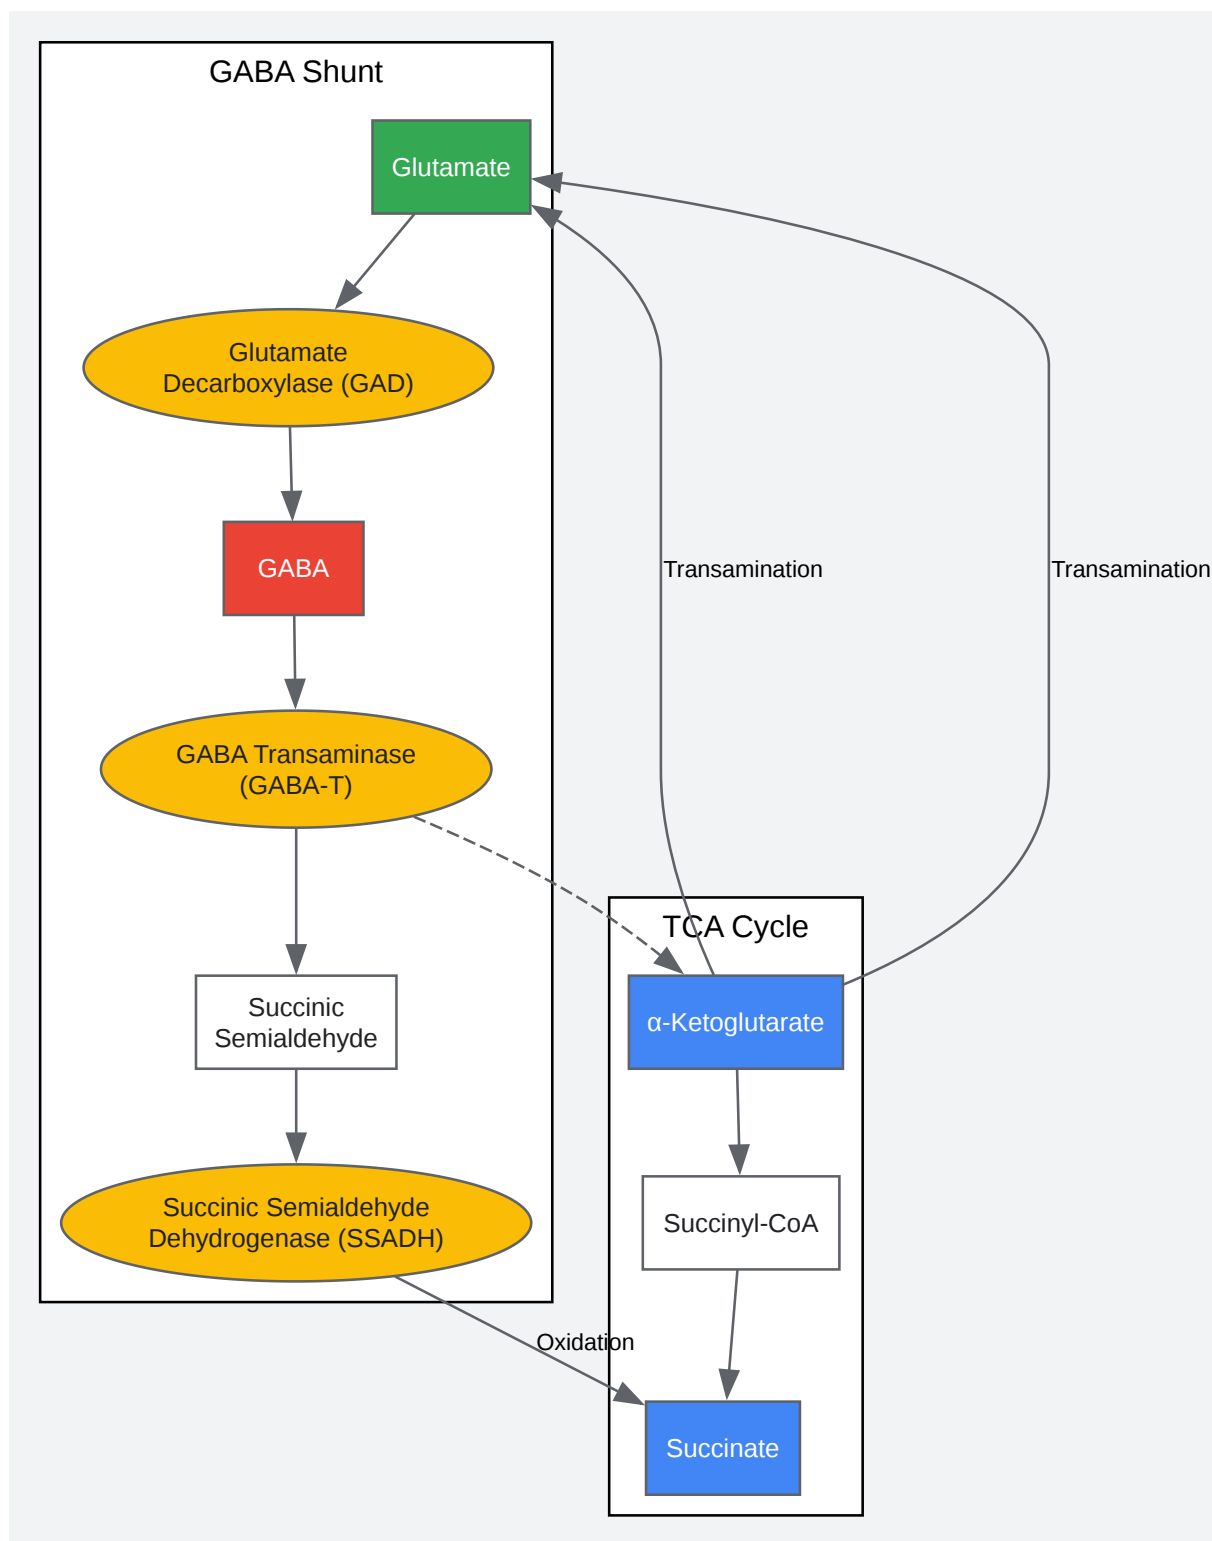 GABA Shunt
Glutamate
Glutamate
Decarboxylase (GAD)
GABA
Transamination
Transamination
GABA Transaminase
(GABA-T)
TCA Cycle
Succinic
Semialdehyde
α-Ketoglutarate
Succinic Semialdehyde
Dehydrogenase (SSADH)
Succinyl-CoA
Oxidation
Succinate